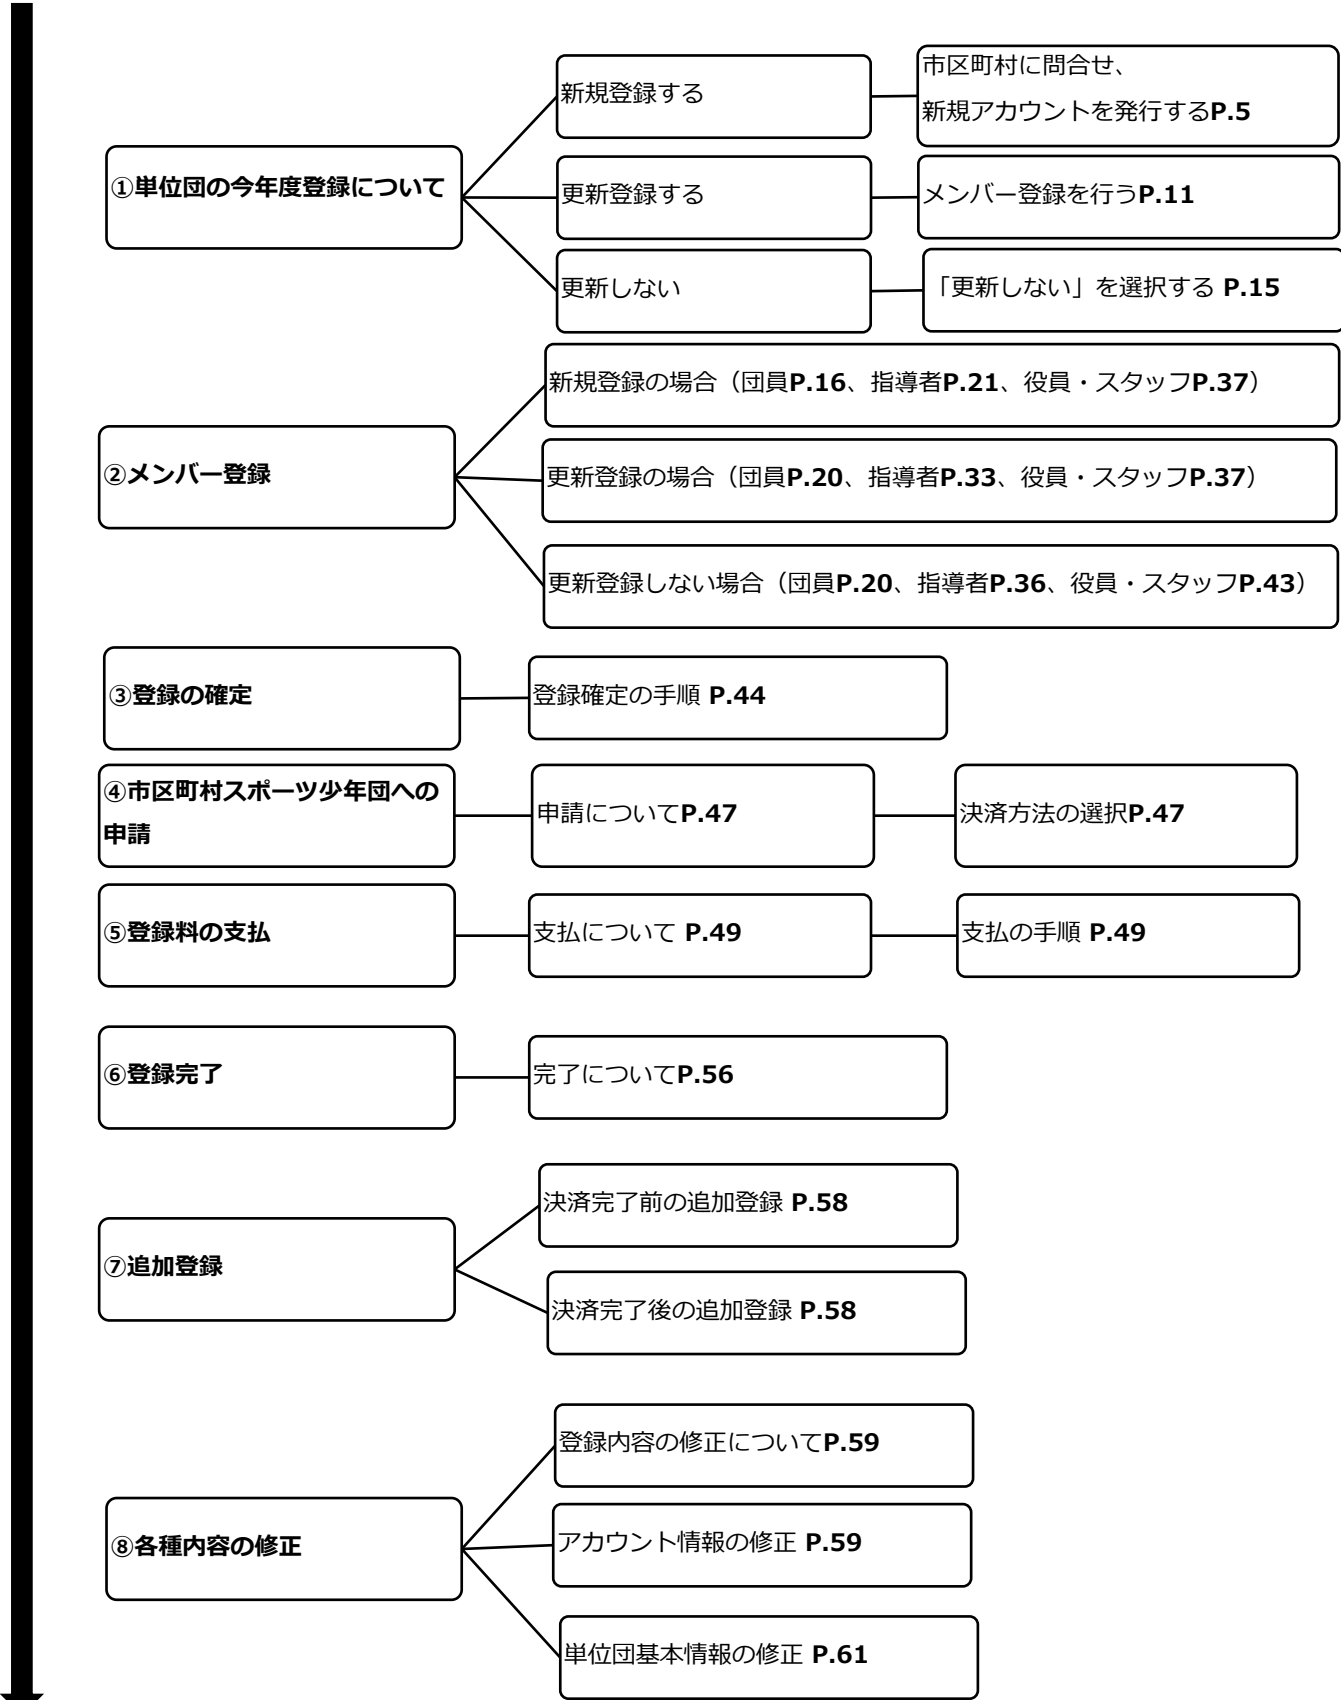 ①単位団の今年度登録について
新規登録する
市区町村に問合せ、
新規アカウントを発行するP.5
更新登録する
メンバー登録を行うP.11
更新しない
「更新しない」を選択する P.15
②メンバー登録
新規登録の場合（団員P.16、指導者P.21、役員・スタッフP.37）
更新登録の場合（団員P.20、指導者P.33、役員・スタッフP.37）
更新登録しない場合（団員P.20、指導者P.36、役員・スタッフP.43）
③登録の確定
登録確定の手順 P.44
④市区町村スポーツ少年団への
申請
申請についてP.47
決済方法の選択P.47
⑤登録料の支払
支払について P.49
支払の手順 P.49
⑥登録完了
完了についてP.56
⑦追加登録
決済完了前の追加登録 P.58
決済完了後の追加登録 P.58
⑧各種内容の修正
登録内容の修正についてP.59
アカウント情報の修正 P.59
単位団基本情報の修正 P.61